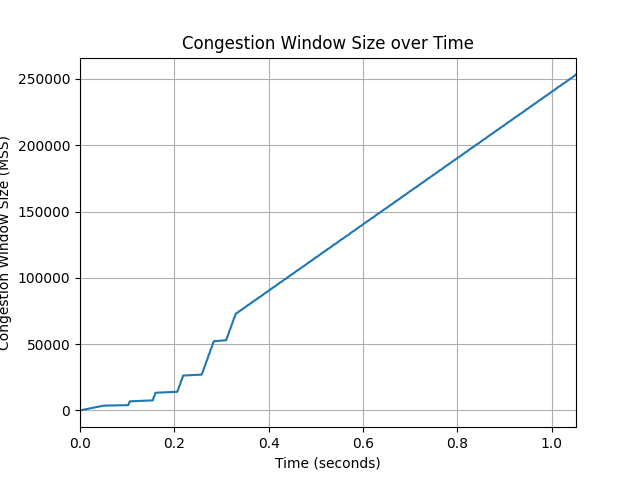 Congestion Window Size over Time
250000
200000
150000
100000
50000
0
Congestion Window Size (MSS)
0.0 0.2 0.4 0.6 0.8 1.0
Time (seconds)